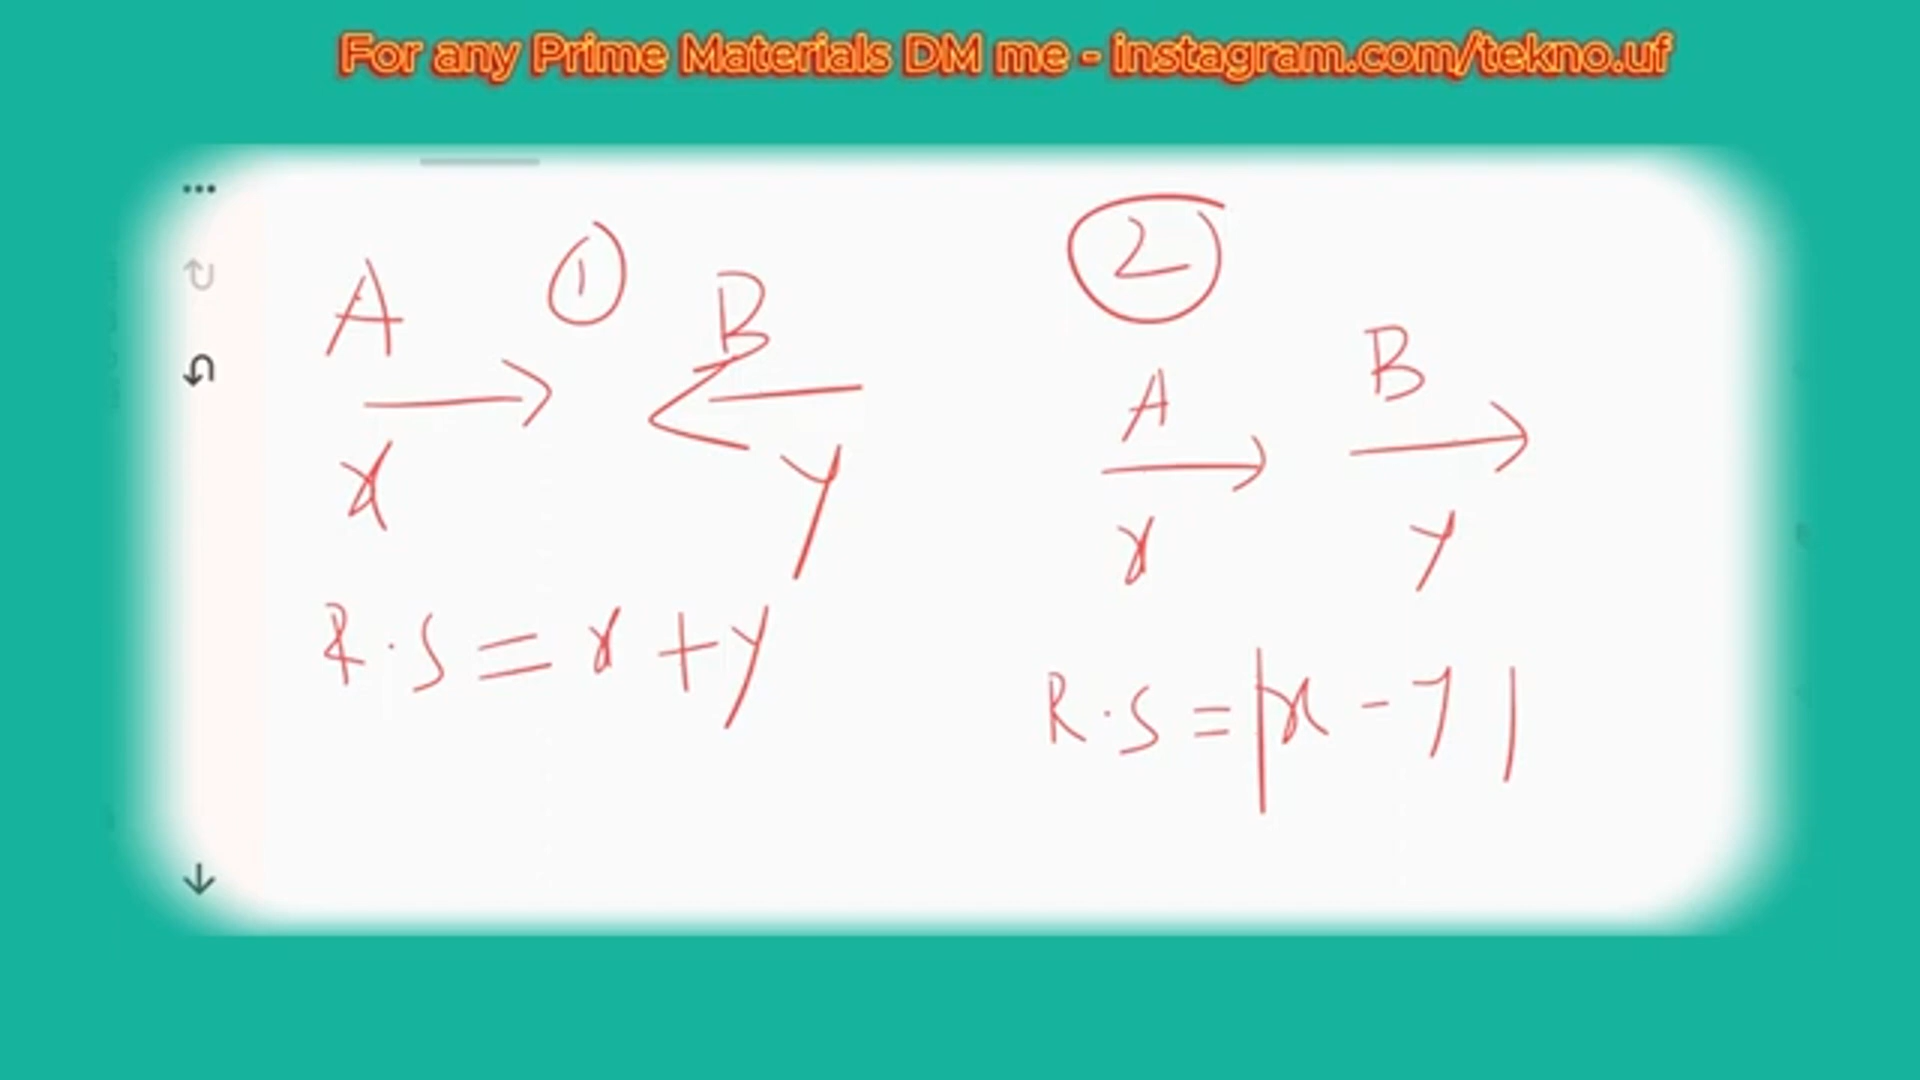 For any Prime Materials DM me - instagram.com/tekno.uf
①
A B
x y
R.S = x + y
②
A B
x y
R.S = |x - y|